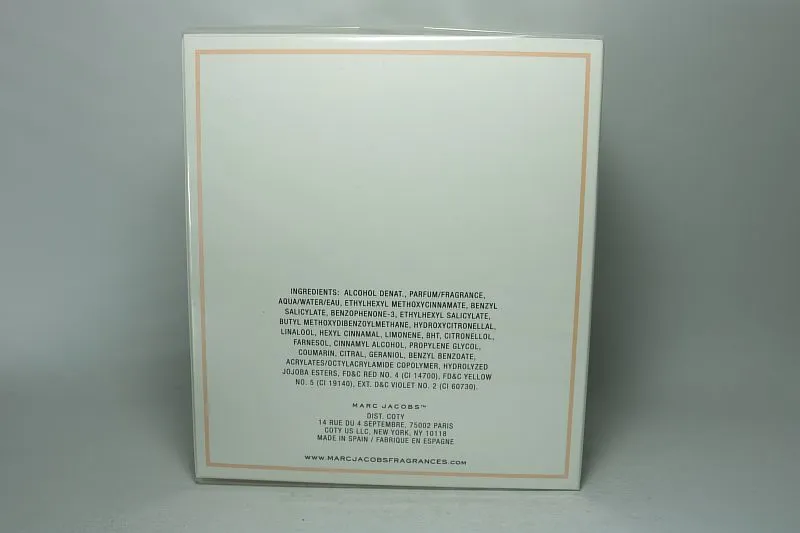 INGREDIENTS: ALCOHOL DENAT., PARFUM/FRAGRANCE,
AQUA/WATER/EAU, ETHYLHEXYL METHOXYCINNAMATE, BENZYL
SALICYLATE, BENZOPHENONE-3, ETHYLHEXYL SALICYLATE,
BUTYL METHOXYDIBENZOYLMETHANE, HYDROXYCITRONELLAL,
LINALOOL, HEXYL CINNAMAL, LIMONENE, BHT, CITRONELLOL,
FARNESOL, CINNAMYL ALCOHOL, PROPYLENE GLYCOL,
COUMARIN, CITRAL, GERANIOL, BENZYL BENZOATE,
ACRYLATES/OCTYLACRYLAMIDE COPOLYMER, HYDROLYZED
JOJOBA ESTERS, FD&C RED NO. 4 (CI 14700), FD&C YELLOW
NO. 5 (CI 19140), EXT. D&C VIOLET NO. 2 (CI 60730).
MARC JACOBS™
DIST. COTY
14 RUE DU 4 SEPTEMBRE, 75002 PARIS
COTY US LLC, NEW YORK, NY 10118
MADE IN SPAIN / FABRIQUE EN ESPAGNE
WWW.MARCJACOBSFRAGRANCES.COM